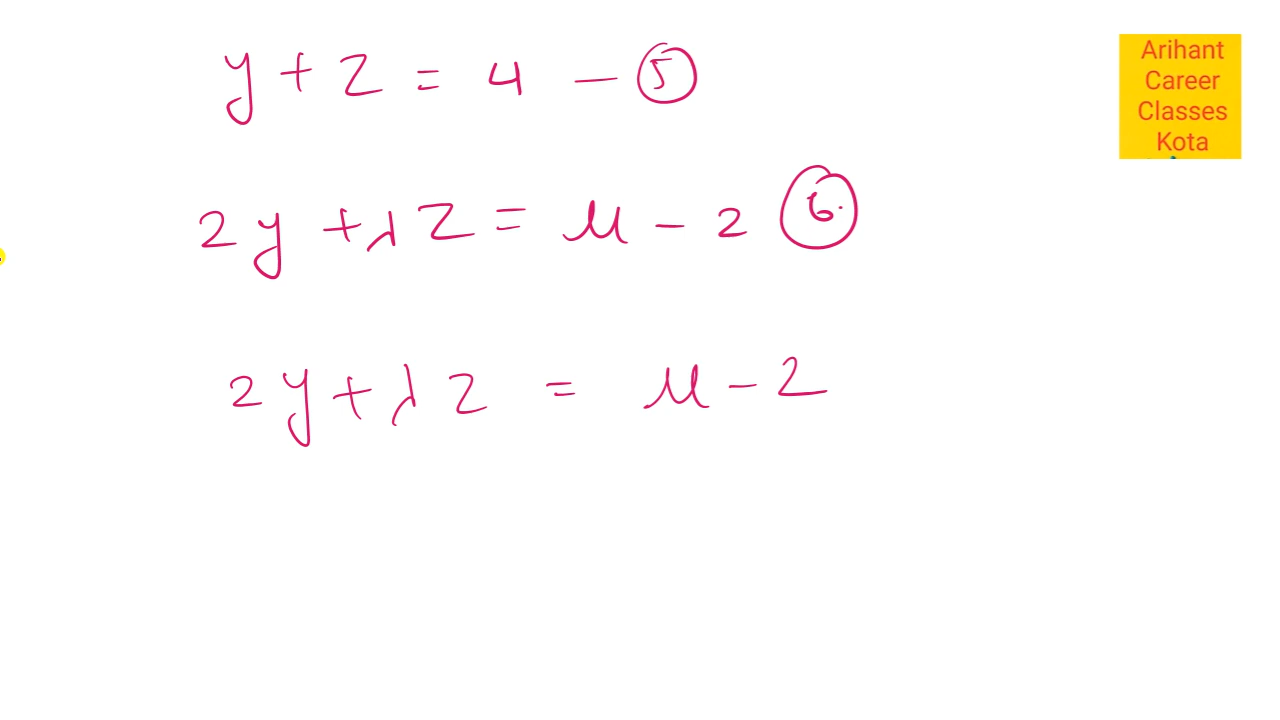 y + z = 4 — ⑤
2y + λz = μ - 2 ⑥
2y + λz = μ - 2
Arihant
Career
Classes
Kota